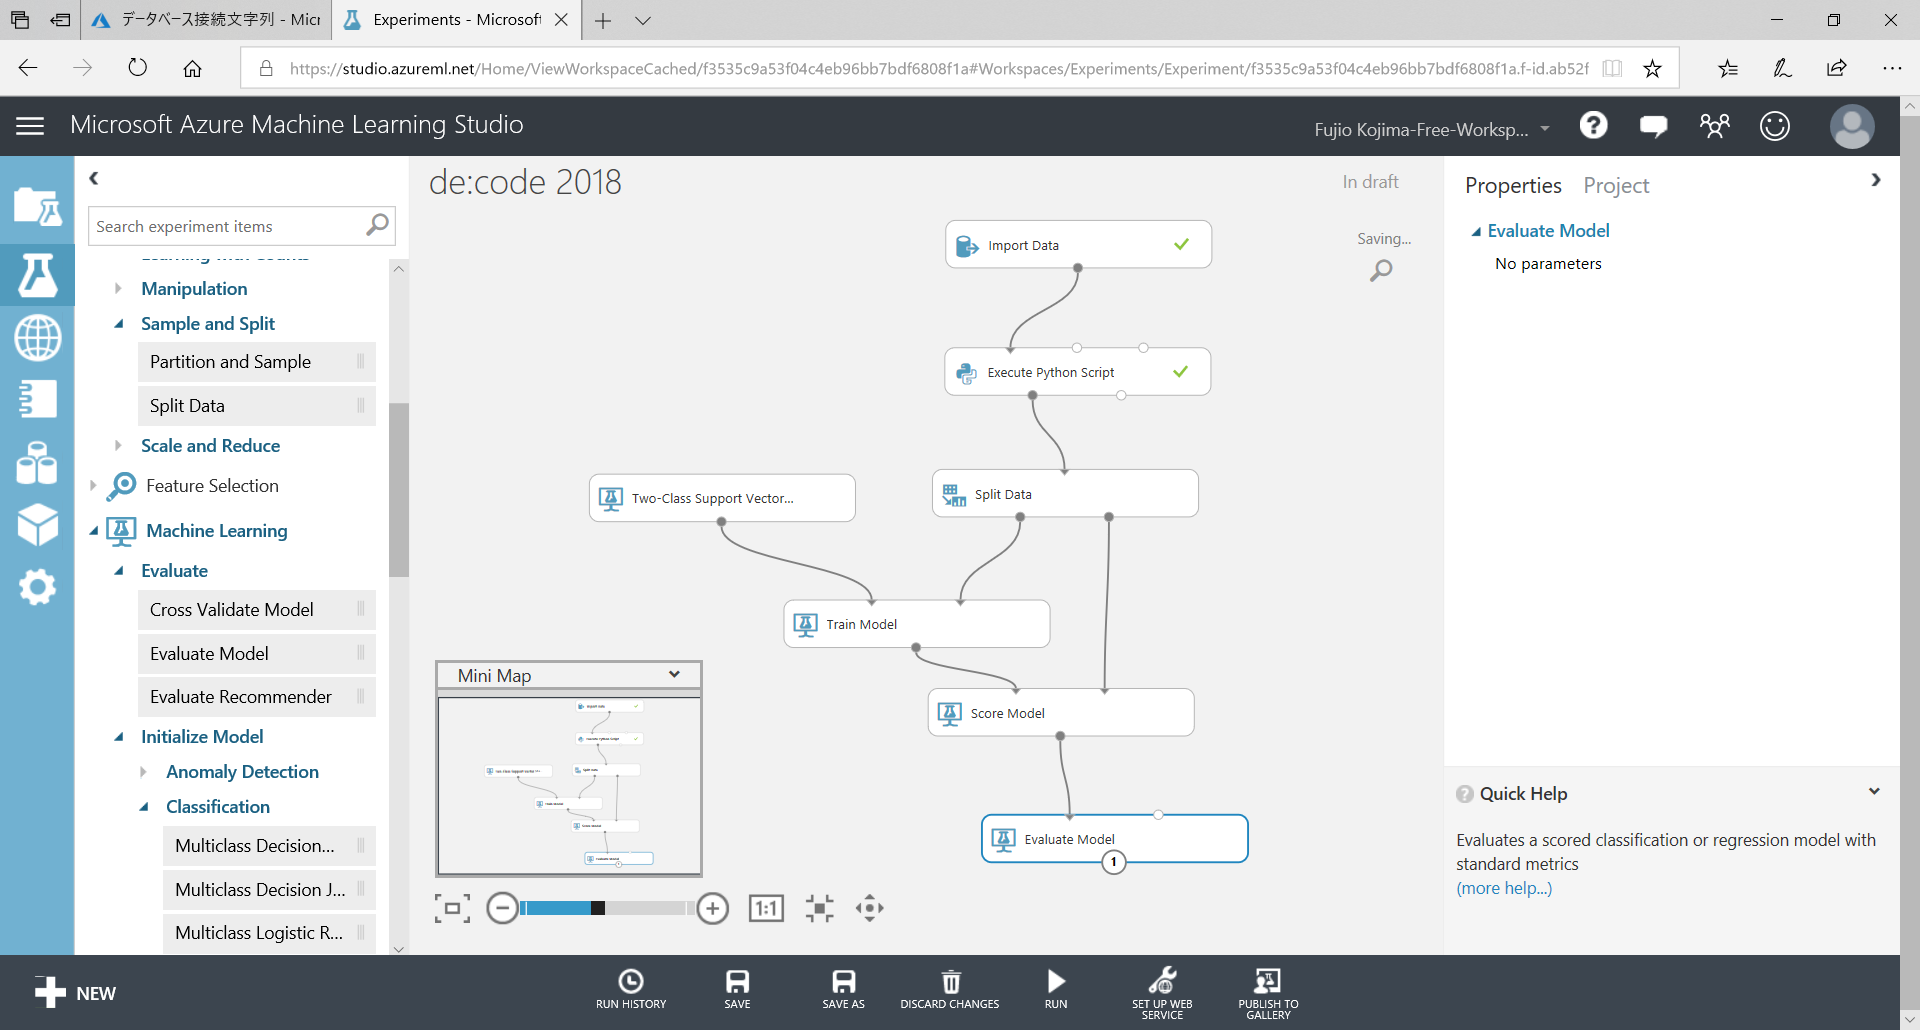 データベース接続文字列 - Micr
Experiments - Microsoft
https://studio.azureml.net/Home/ViewWorkspaceCached/f3535c9a53f04c4eb96bb7bdf6808f1a#Workspaces/Experiments/Experiment/f3535c9a53f04c4eb96bb7bdf6808f1a.f-id.ab52f
Microsoft Azure Machine Learning Studio
Fujio Kojima-Free-Worksp...
Search experiment items
Learning with Counts
Manipulation
Sample and Split
Partition and Sample
Split Data
Scale and Reduce
Feature Selection
Machine Learning
Evaluate
Cross Validate Model
Evaluate Model
Evaluate Recommender
Initialize Model
Anomaly Detection
Classification
Multiclass Decision...
Multiclass Decision J...
Multiclass Logistic R...
de:code 2018
In draft
Saving...
Import Data
Execute Python Script
Two-Class Support Vector...
Split Data
Train Model
Score Model
Evaluate Model
1
Mini Map
1:1
Properties
Project
Evaluate Model
No parameters
Quick Help
Evaluates a scored classification or regression model with
standard metrics
(more help...)
NEW
RUN HISTORY
SAVE
SAVE AS
DISCARD CHANGES
RUN
SET UP WEB
SERVICE
PUBLISH TO
GALLERY